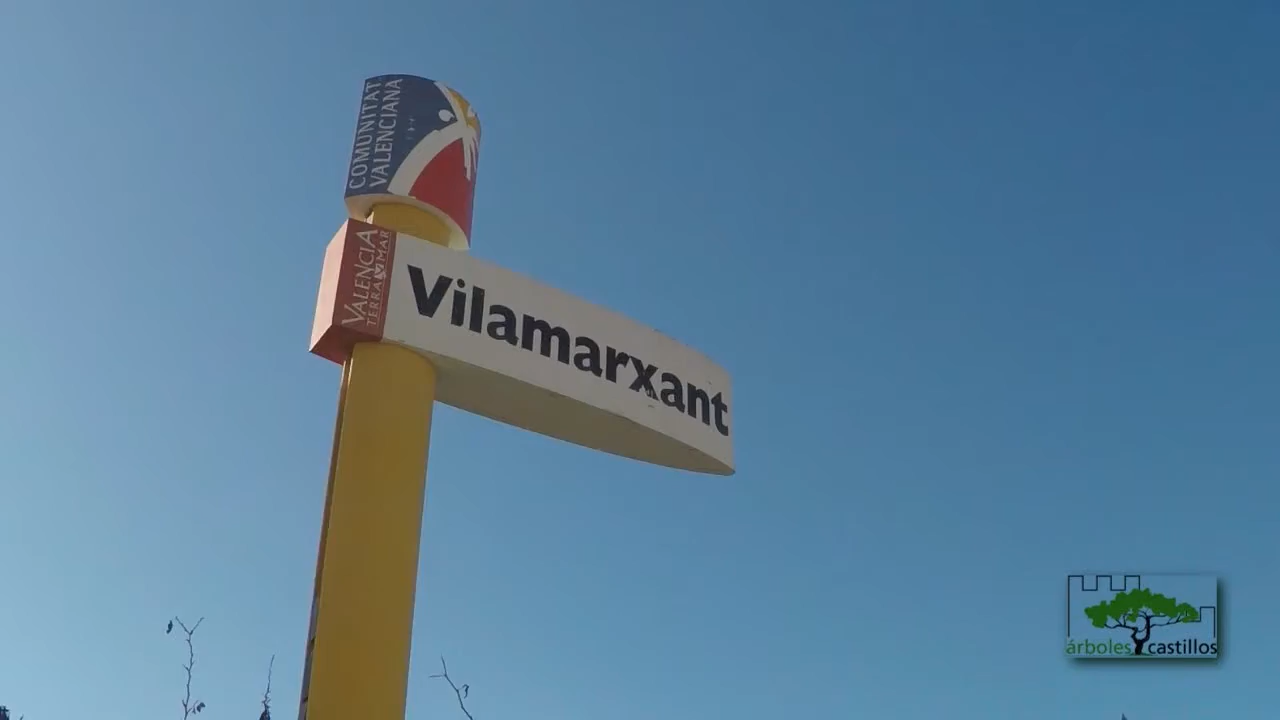 COMUNITAT
VALENCIANA
VALENCIA
TERRA I MAR
Vilamarxant
árboles y castillos